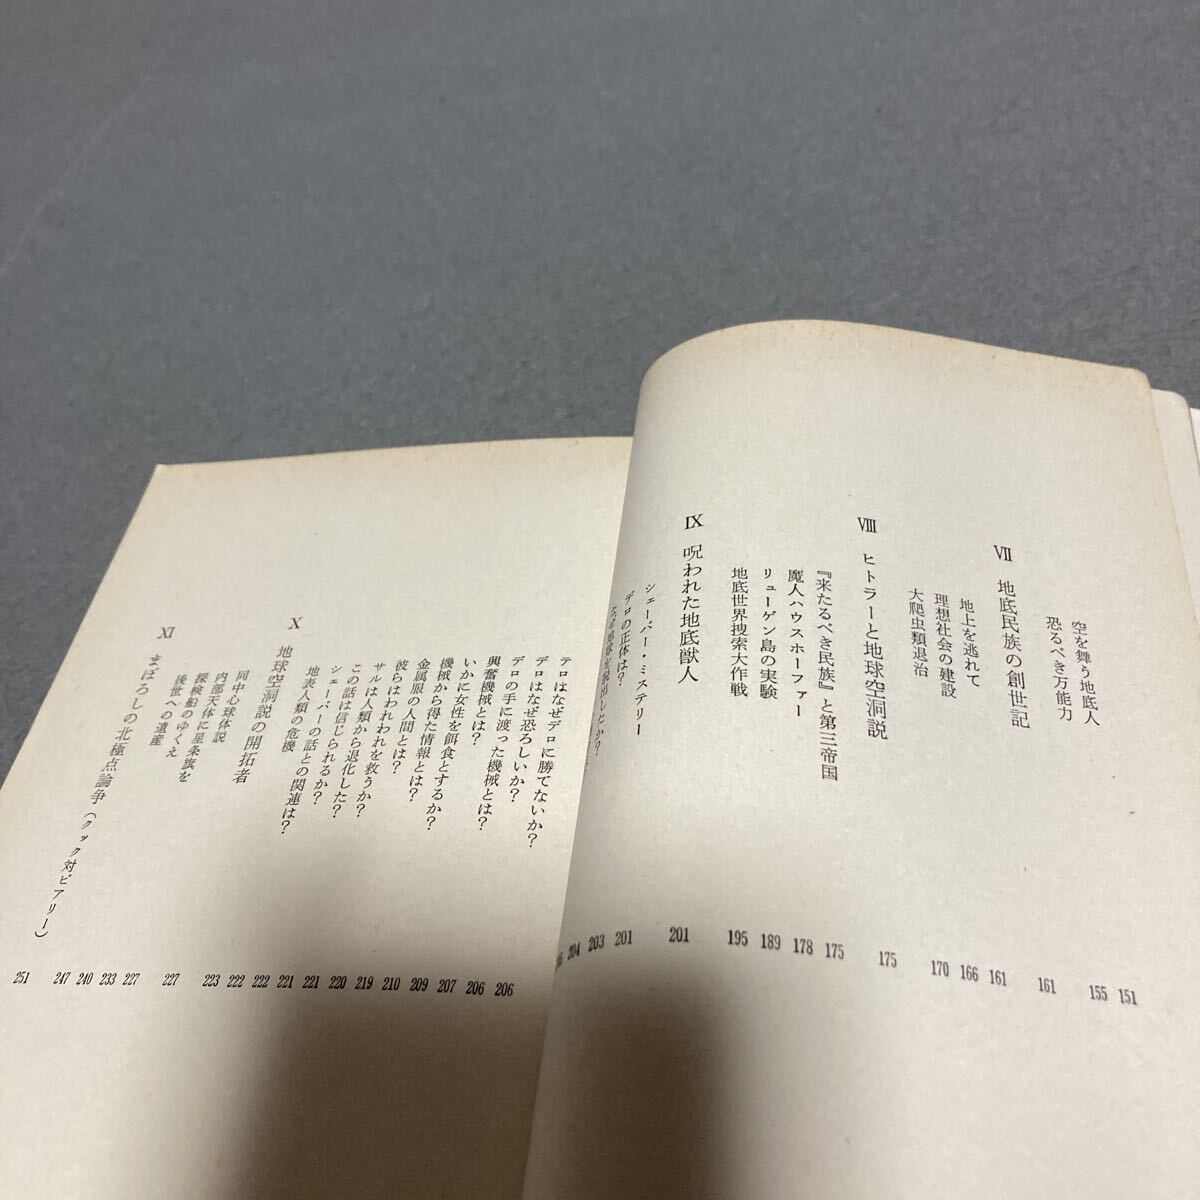 空を舞う地底人 151
恐るべき万能力 155
Ⅶ 地底民族の創世記 161
地上を逃れて 161
理想社会の建設 166
大爬虫類退治 170
Ⅷ ヒトラーと地球空洞説 175
『来たるべき民族』と第三帝国 175
魔人ハウスホーファー 178
リューゲン島の実験 189
地底世界捜索大作戦 195
Ⅸ 呪われた地底獣人 201
シェーバー・ミステリー 201
デロの正体は? 203
なぜ地球を脱出したか? 204
テロはなぜデロに勝てないか? 206
デロはなぜ恐ろしいか? 206
デロの手に渡った機械とは? 207
興奮機械とは? 209
いかに女性を餌食とするか? 210
機械から得た情報とは? 219
金属服の人間とは? 220
彼らはわれわれを救うか? 221
サルは人類から退化した? 221
この話は信じられるか? 222
シェーバーの話との関連は? 222
地表人類の危機 223
Ⅹ 地球空洞説の開拓者 227
同中心球体説 227
内部天体に星条旗を 233
探検船のゆくえ 240
後世への遺産 247
Ⅺ まぼろしの北極点論争(クック対ピアリー) 251